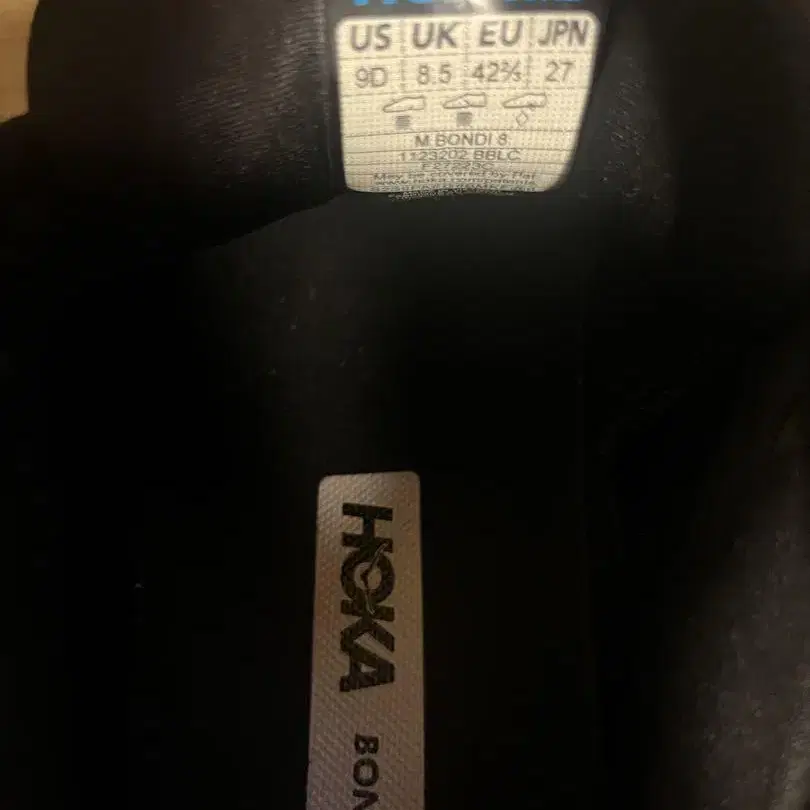 US UK EU JPN
9D 8.5 42⅔ 27
M BONDI 8
1123202 BBLC
May be covered by Pat
HOKA
BON